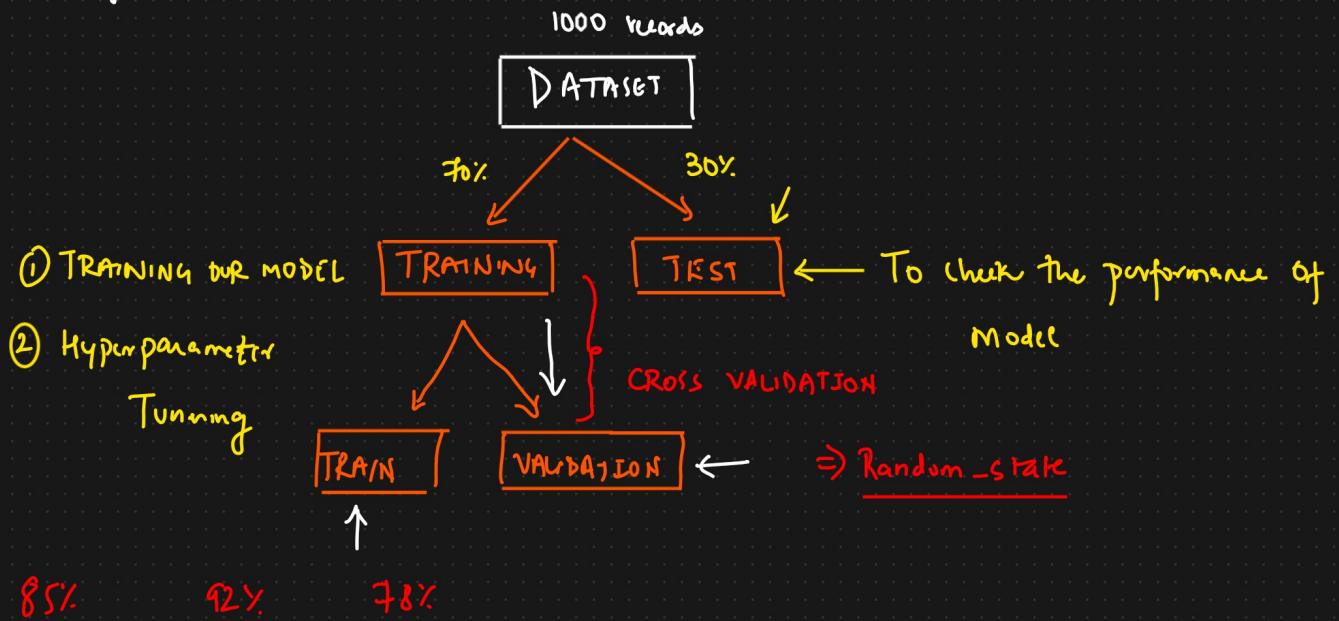 1000 records
DATASET
70%
30%
① TRAINING OUR MODEL
TRAINING
TEST
To check the performance of
Model
② Hyperparameter
Tunning
CROSS VALIDATION
TRAIN
VALIDATION
⇒ Random_state
85%
92%
78%